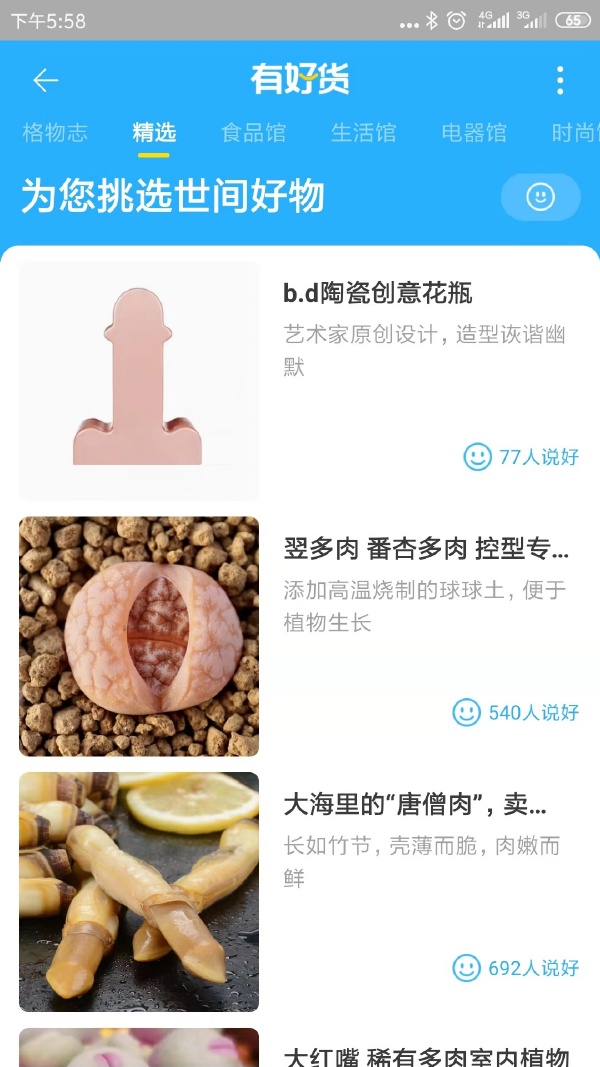 下午5:58
4G
3G
65
有好货
格物志 精选 食品馆 生活馆 电器馆 时尚
为您挑选世间好物
b.d陶瓷创意花瓶
艺术家原创设计，造型诙谐幽
默
77人说好
翌多肉 番杏多肉 控型专...
添加高温烧制的球球土，便于
植物生长
540人说好
大海里的“唐僧肉”，卖...
长如竹节，壳薄而脆，肉嫩而
鲜
692人说好
大红嘴 稀有多肉室内植物